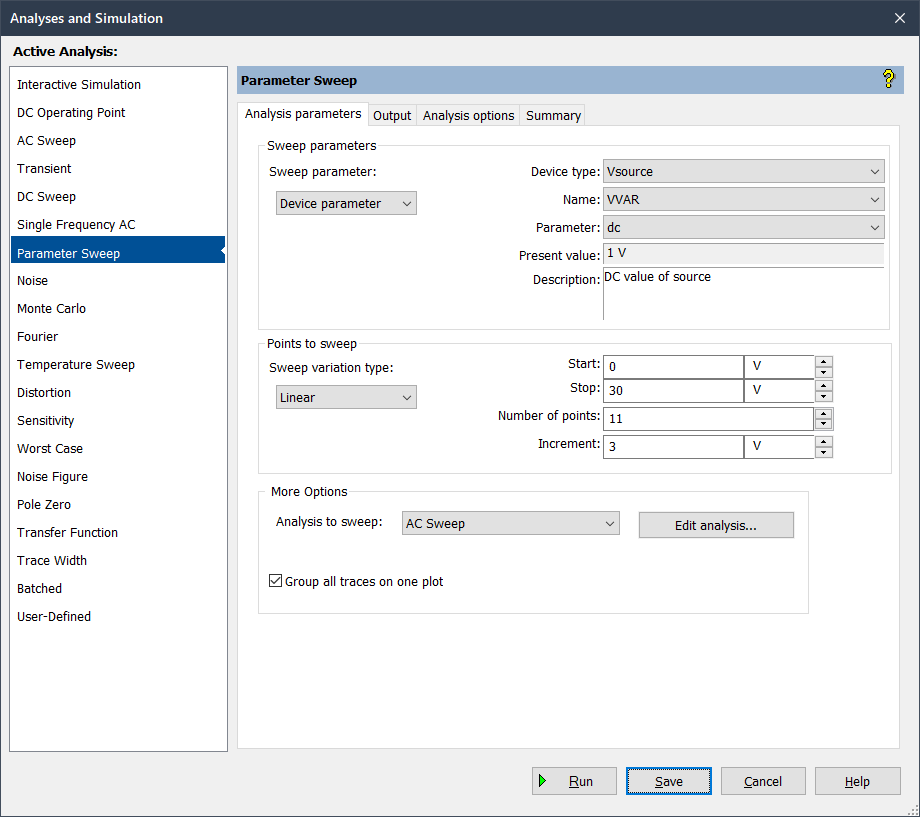 Analyses and Simulation
Active Analysis:
Interactive Simulation
DC Operating Point
AC Sweep
Transient
DC Sweep
Single Frequency AC
Parameter Sweep
Noise
Monte Carlo
Fourier
Temperature Sweep
Distortion
Sensitivity
Worst Case
Noise Figure
Pole Zero
Transfer Function
Trace Width
Batched
User-Defined
Parameter Sweep
?
Analysis parameters Output Analysis options Summary
Sweep parameters
Sweep parameter:
Device parameter
Device type: Vsource
Name: VVAR
Parameter: dc
Present value: 1 V
Description: DC value of source
Points to sweep
Sweep variation type:
Linear
Start: 0 V
Stop: 30 V
Number of points: 11
Increment: 3 V
More Options
Analysis to sweep: AC Sweep Edit analysis...
Group all traces on one plot
Run Save Cancel Help